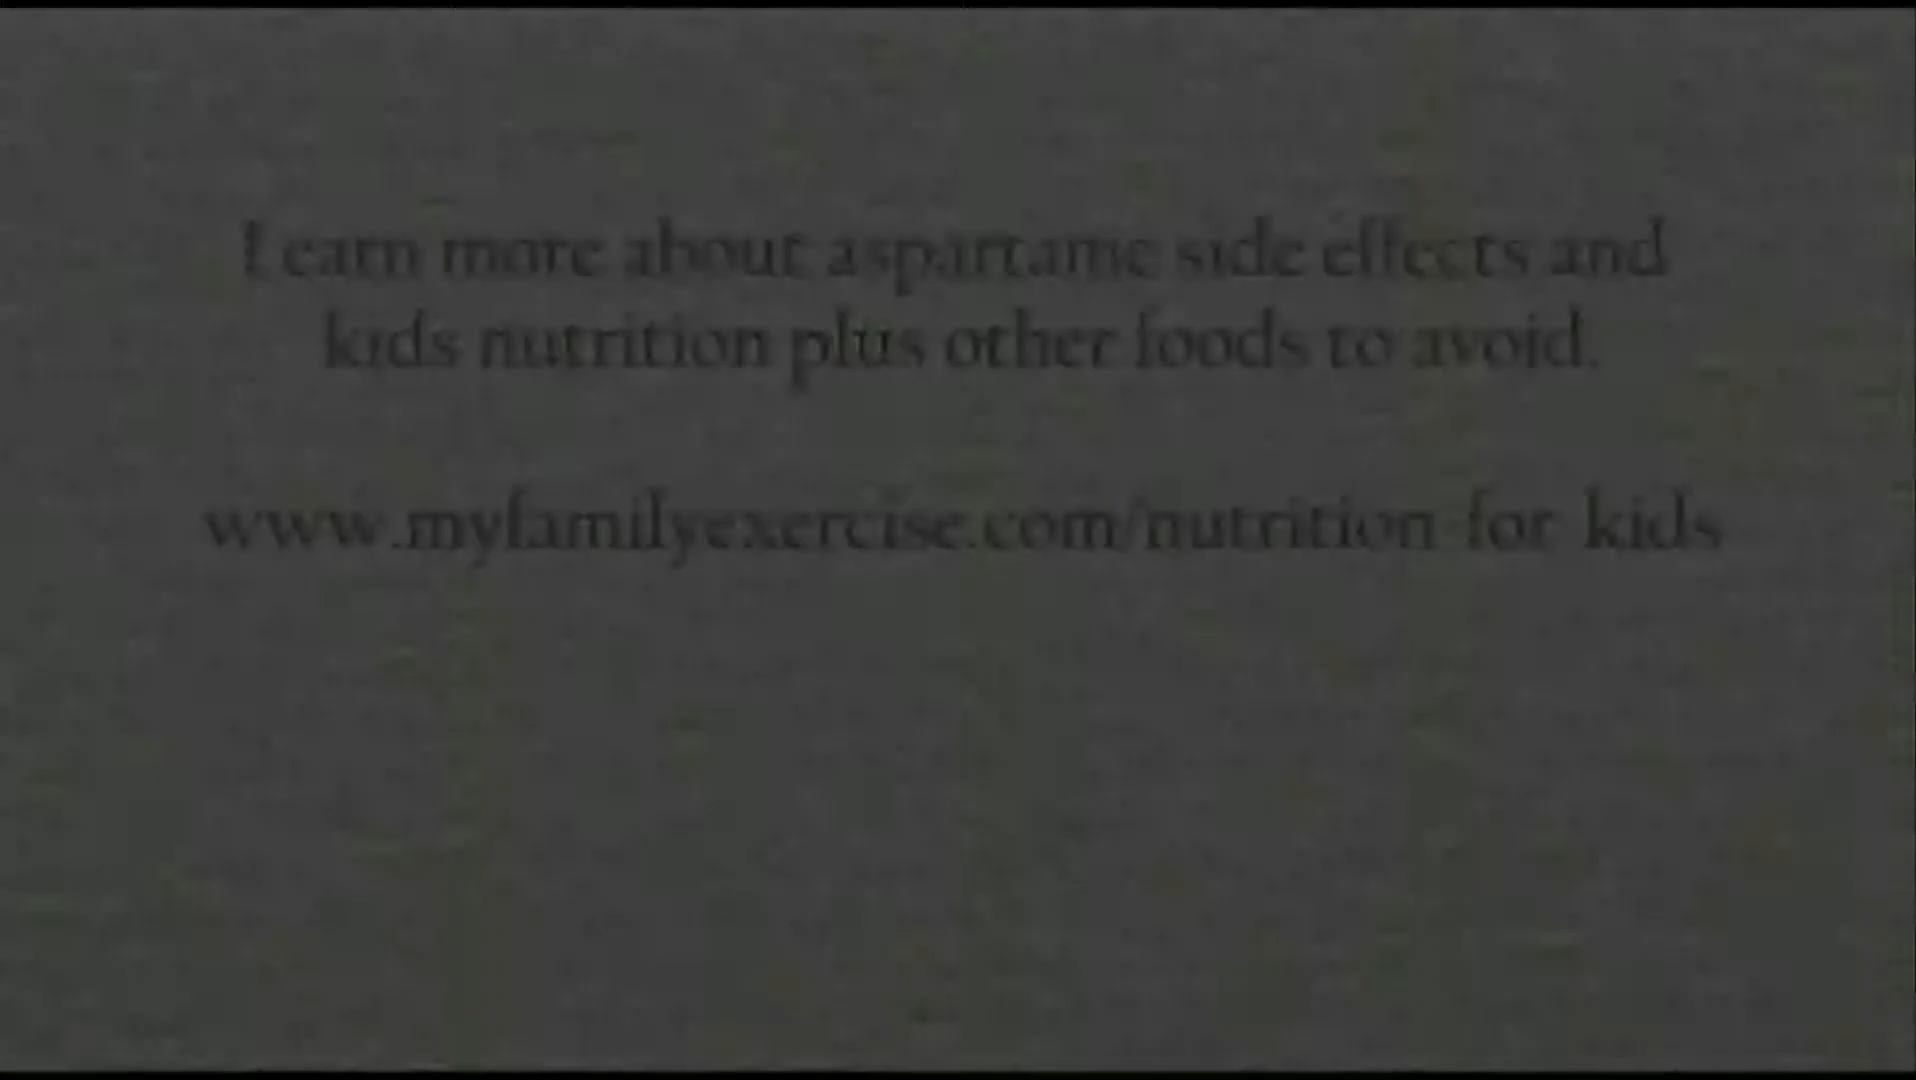 Learn more about aspartame side effects and
kids nutrition plus other foods to avoid.
www.myfamilyexercise.com/nutrition-for-kids